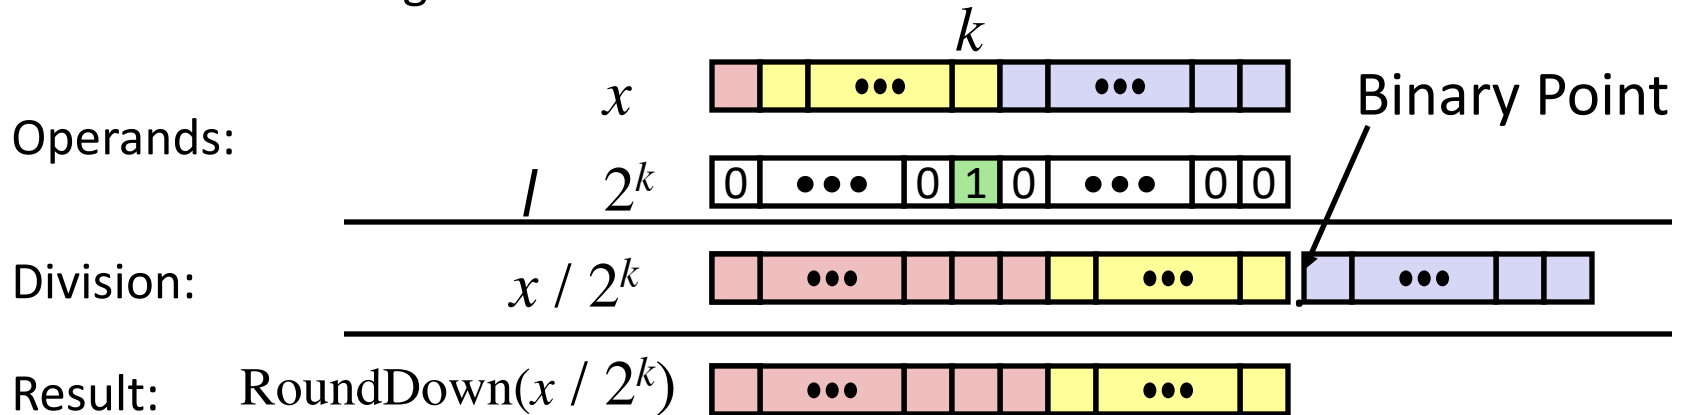 k
x ••• ••• Binary Point
Operands:
/ 2^k 0 ••• 0 1 0 ••• 0 0
Division: x / 2^k ••• ••• . •••
Result: RoundDown(x / 2^k) ••• •••